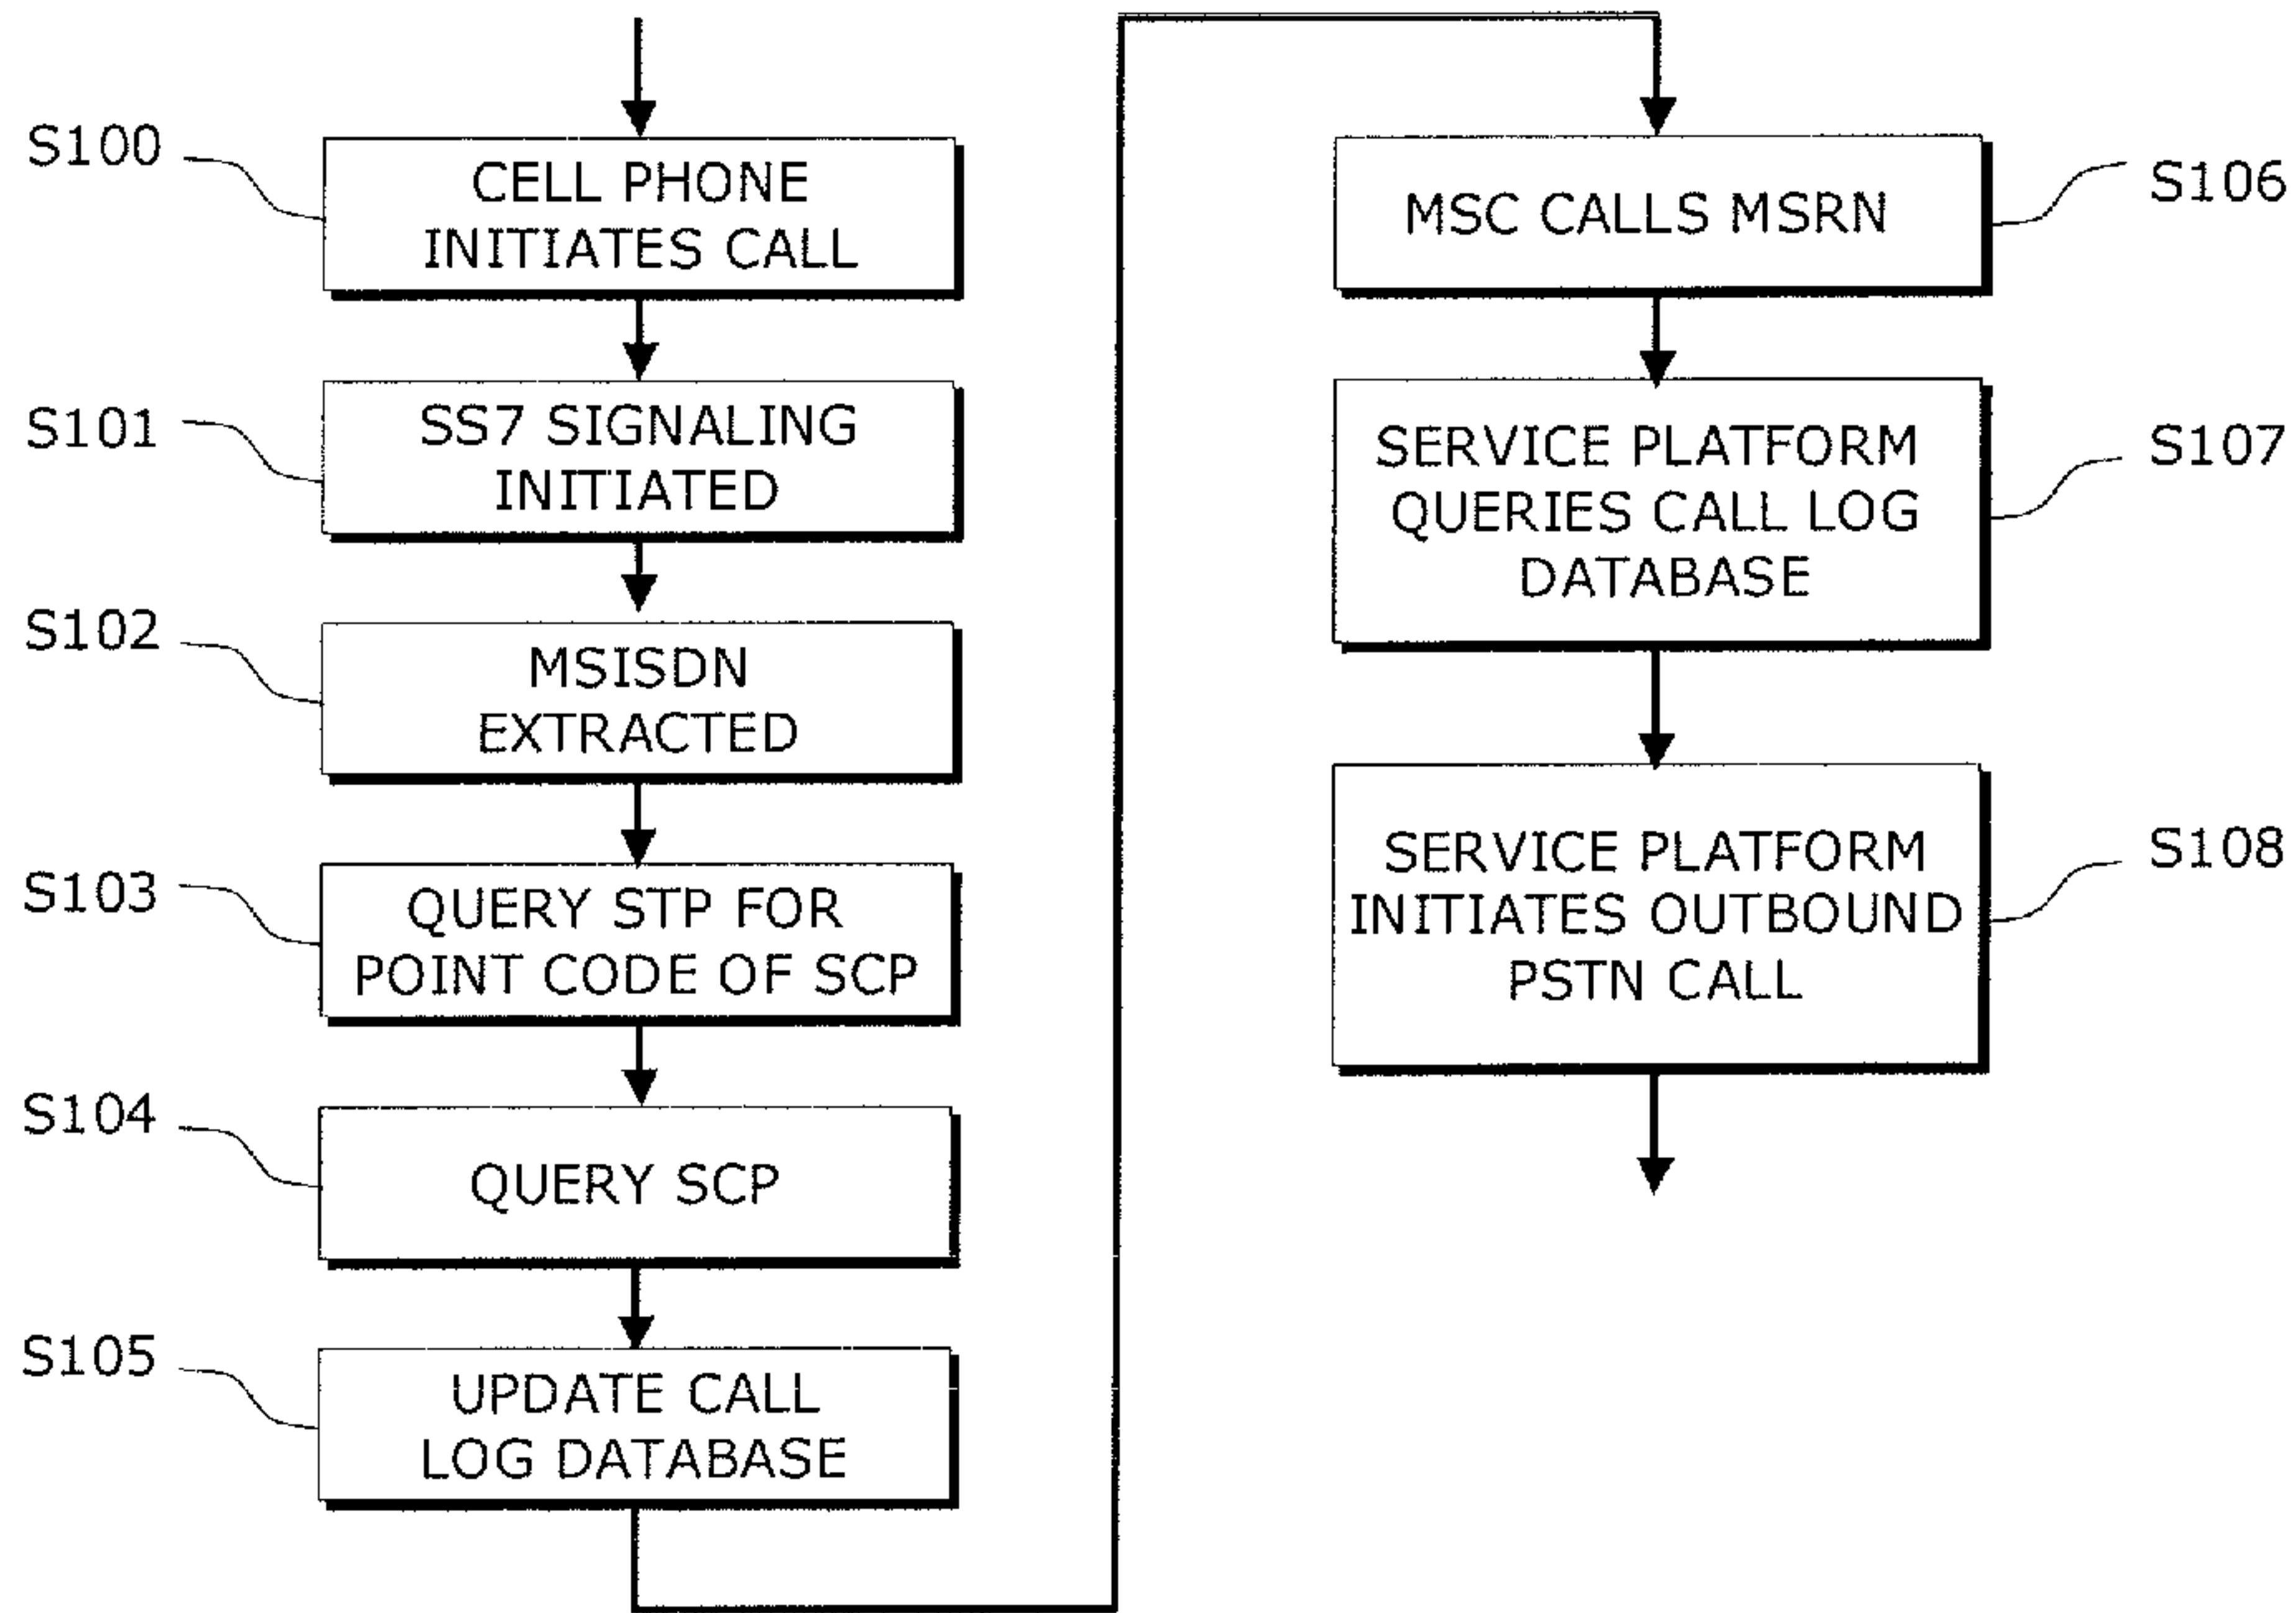 S100
CELL PHONE
INITIATES CALL
S101
SS7 SIGNALING
INITIATED
S102
MSISDN
EXTRACTED
S103
QUERY STP FOR
POINT CODE OF SCP
S104
QUERY SCP
S105
UPDATE CALL
LOG DATABASE
MSC CALLS MSRN
S106
SERVICE PLATFORM
QUERIES CALL LOG
DATABASE
S107
SERVICE PLATFORM
INITIATES OUTBOUND
PSTN CALL
S108